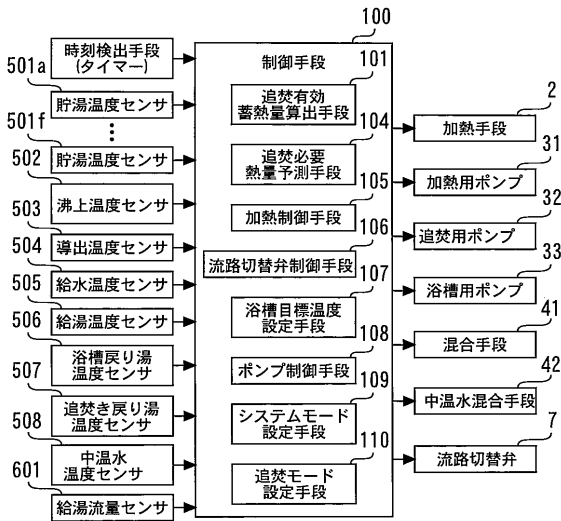 100
時刻検出手段
(タイマー)
501a
貯湯温度センサ
501f
貯湯温度センサ
502
沸上温度センサ
503
導出温度センサ
504
給水温度センサ
505
給湯温度センサ
506
浴槽戻り湯
温度センサ
507
追焚き戻り湯
温度センサ
508
中温水
温度センサ
601
給湯流量センサ
制御手段
101
追焚有効
蓄熱量算出手段
104
追焚必要
熱量予測手段
105
加熱制御手段
106
流路切替弁制御手段
107
浴槽目標温度
設定手段
108
ポンプ制御手段
109
システムモード
設定手段
110
追焚モード
設定手段
2
加熱手段
31
加熱用ポンプ
32
追焚用ポンプ
33
浴槽用ポンプ
41
混合手段
42
中温水混合手段
7
流路切替弁